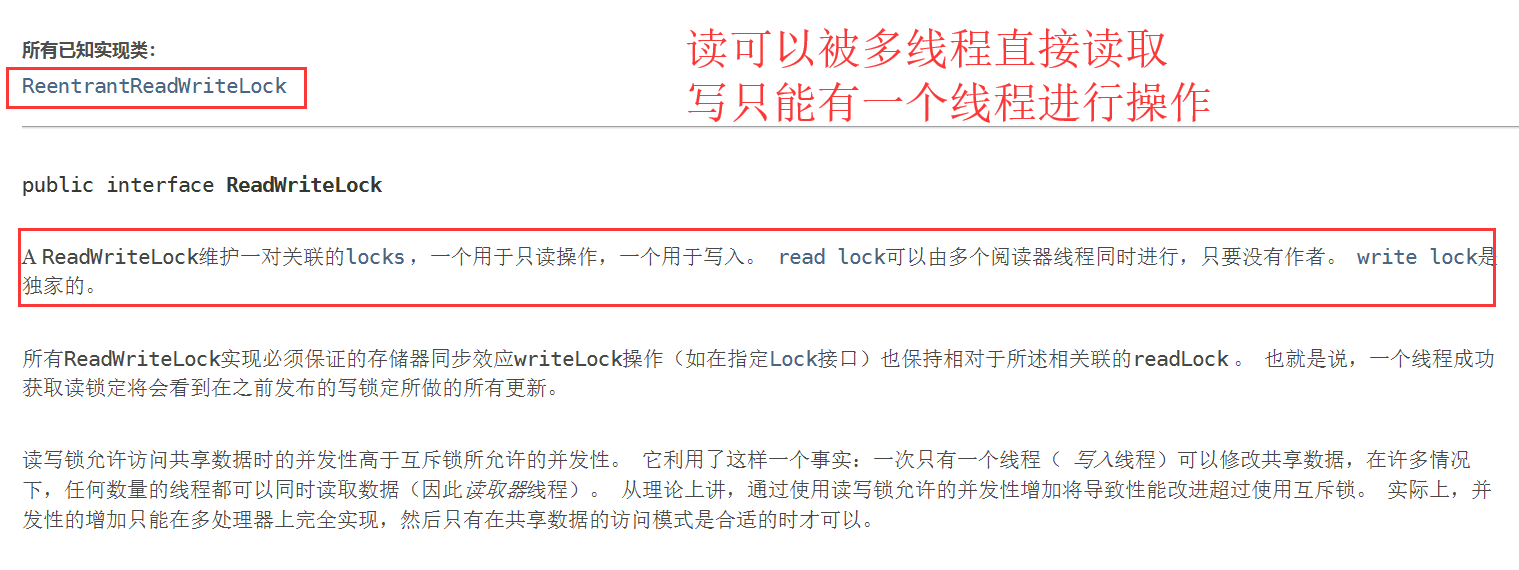 所有已知实现类:
读可以被多线程直接读取
ReentrantReadWriteLock
写只能有一个线程进行操作
public interface ReadWriteLock
A ReadWriteLock维护一对关联的locks ，一个用于只读操作，一个用于写入。 read lock可以由多个阅读器线程同时进行，只要没有作者。 write lock是
独家的。
所有ReadWriteLock实现必须保证的存储器同步效应writeLock操作（如在指定Lock接口）也保持相对于所述相关联的readLock 。 也就是说，一个线程成功
获取读锁定将会看到在之前发布的写锁定所做的所有更新。
读写锁允许访问共享数据时的并发性高于互斥锁所允许的并发性。 它利用了这样一个事实：一次只有一个线程（ 写入线程）可以修改共享数据，在许多情况
下，任何数量的线程都可以同时读取数据（因此读取器线程）。 从理论上讲，通过使用读写锁允许的并发性增加将导致性能改进超过使用互斥锁。 实际上，并
发性的增加只能在多处理器上完全实现，然后只有在共享数据的访问模式是合适的时才可以。